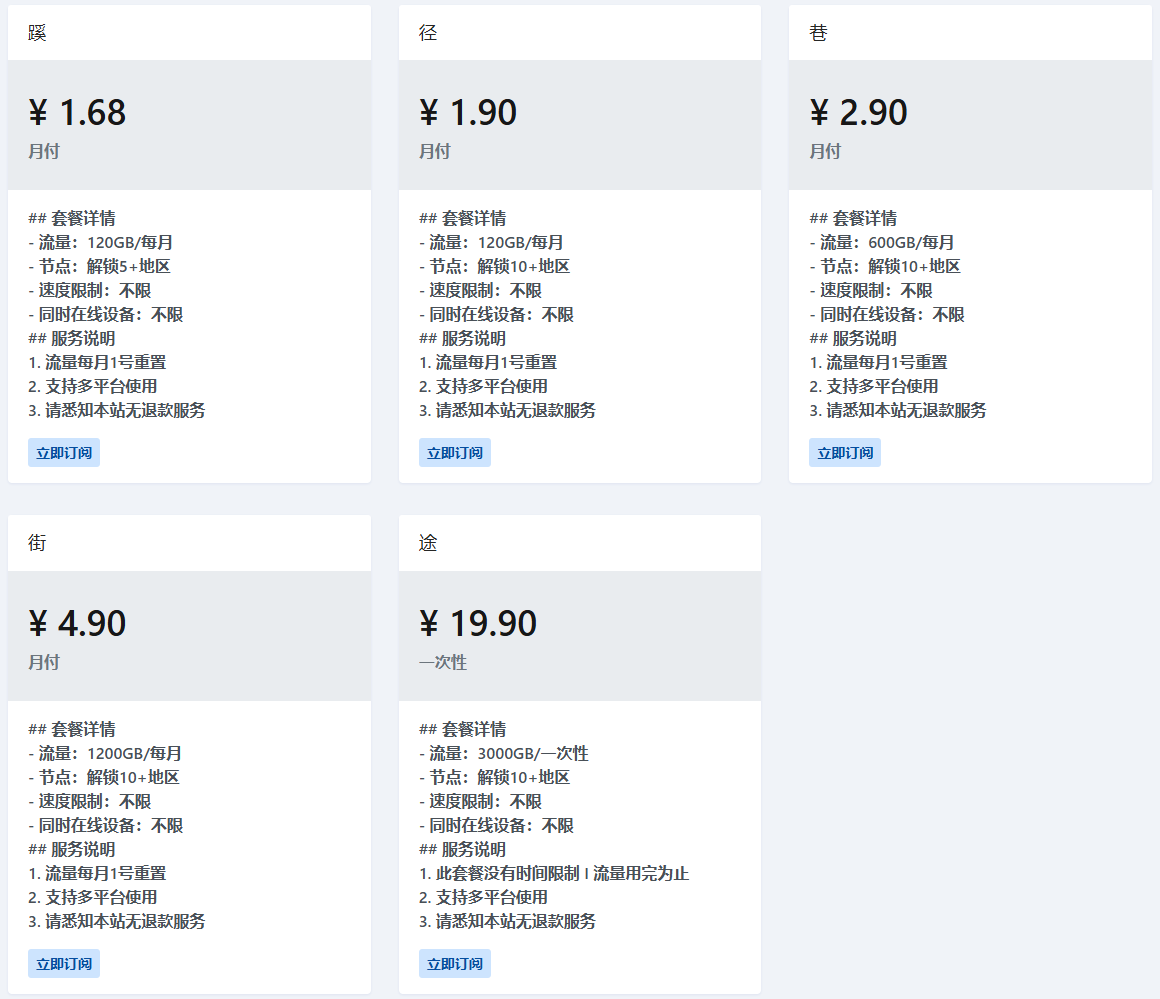 蹊
¥ 1.68
月付
## 套餐详情
- 流量：120GB/每月
- 节点：解锁5+地区
- 速度限制：不限
- 同时在线设备：不限
## 服务说明
1. 流量每月1号重置
2. 支持多平台使用
3. 请悉知本站无退款服务
立即订阅
径
¥ 1.90
月付
## 套餐详情
- 流量：120GB/每月
- 节点：解锁10+地区
- 速度限制：不限
- 同时在线设备：不限
## 服务说明
1. 流量每月1号重置
2. 支持多平台使用
3. 请悉知本站无退款服务
立即订阅
巷
¥ 2.90
月付
## 套餐详情
- 流量：600GB/每月
- 节点：解锁10+地区
- 速度限制：不限
- 同时在线设备：不限
## 服务说明
1. 流量每月1号重置
2. 支持多平台使用
3. 请悉知本站无退款服务
立即订阅
街
¥ 4.90
月付
## 套餐详情
- 流量：1200GB/每月
- 节点：解锁10+地区
- 速度限制：不限
- 同时在线设备：不限
## 服务说明
1. 流量每月1号重置
2. 支持多平台使用
3. 请悉知本站无退款服务
立即订阅
途
¥ 19.90
一次性
## 套餐详情
- 流量：3000GB/一次性
- 节点：解锁10+地区
- 速度限制：不限
- 同时在线设备：不限
## 服务说明
1. 此套餐没有时间限制 I 流量用完为止
2. 支持多平台使用
3. 请悉知本站无退款服务
立即订阅